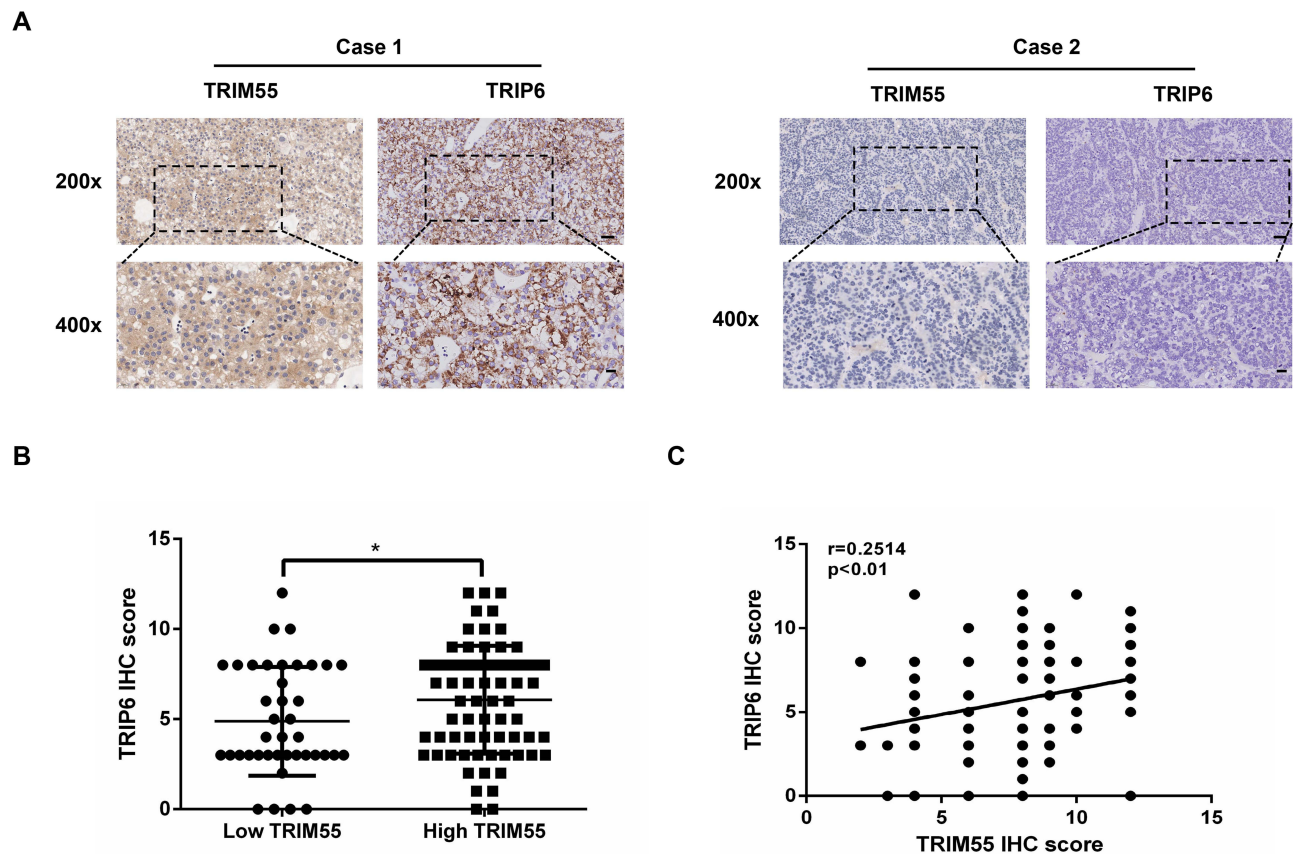 A
Case 1
TRIM55 TRIP6
200x
400x
Case 2
TRIM55 TRIP6
200x
400x
B
TRIP6 IHC score
15
10
5
0
*
Low TRIM55 High TRIM55
C
TRIP6 IHC score
15
10
5
0
r=0.2514
p<0.01
0 5 10 15
TRIM55 IHC score